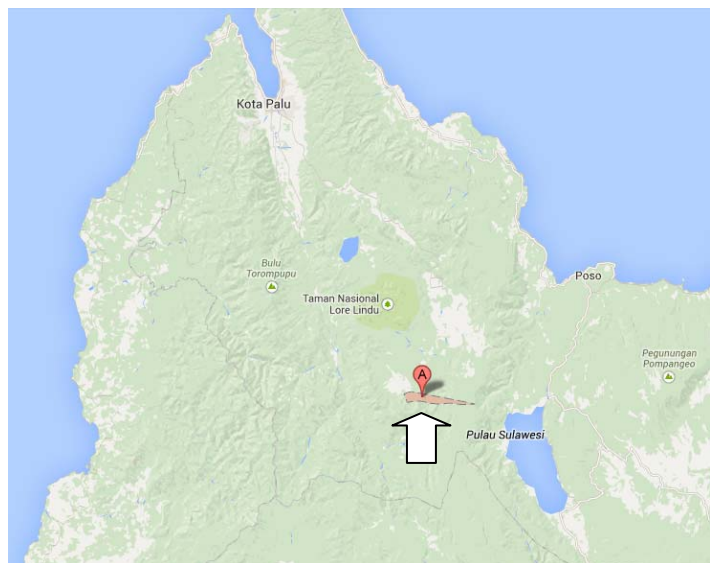 Kota Palu
Bulu
Torompupu
Taman Nasional
Lore Lindu
Poso
Pegunungan
Pompangeo
A
Pulau Sulawesi